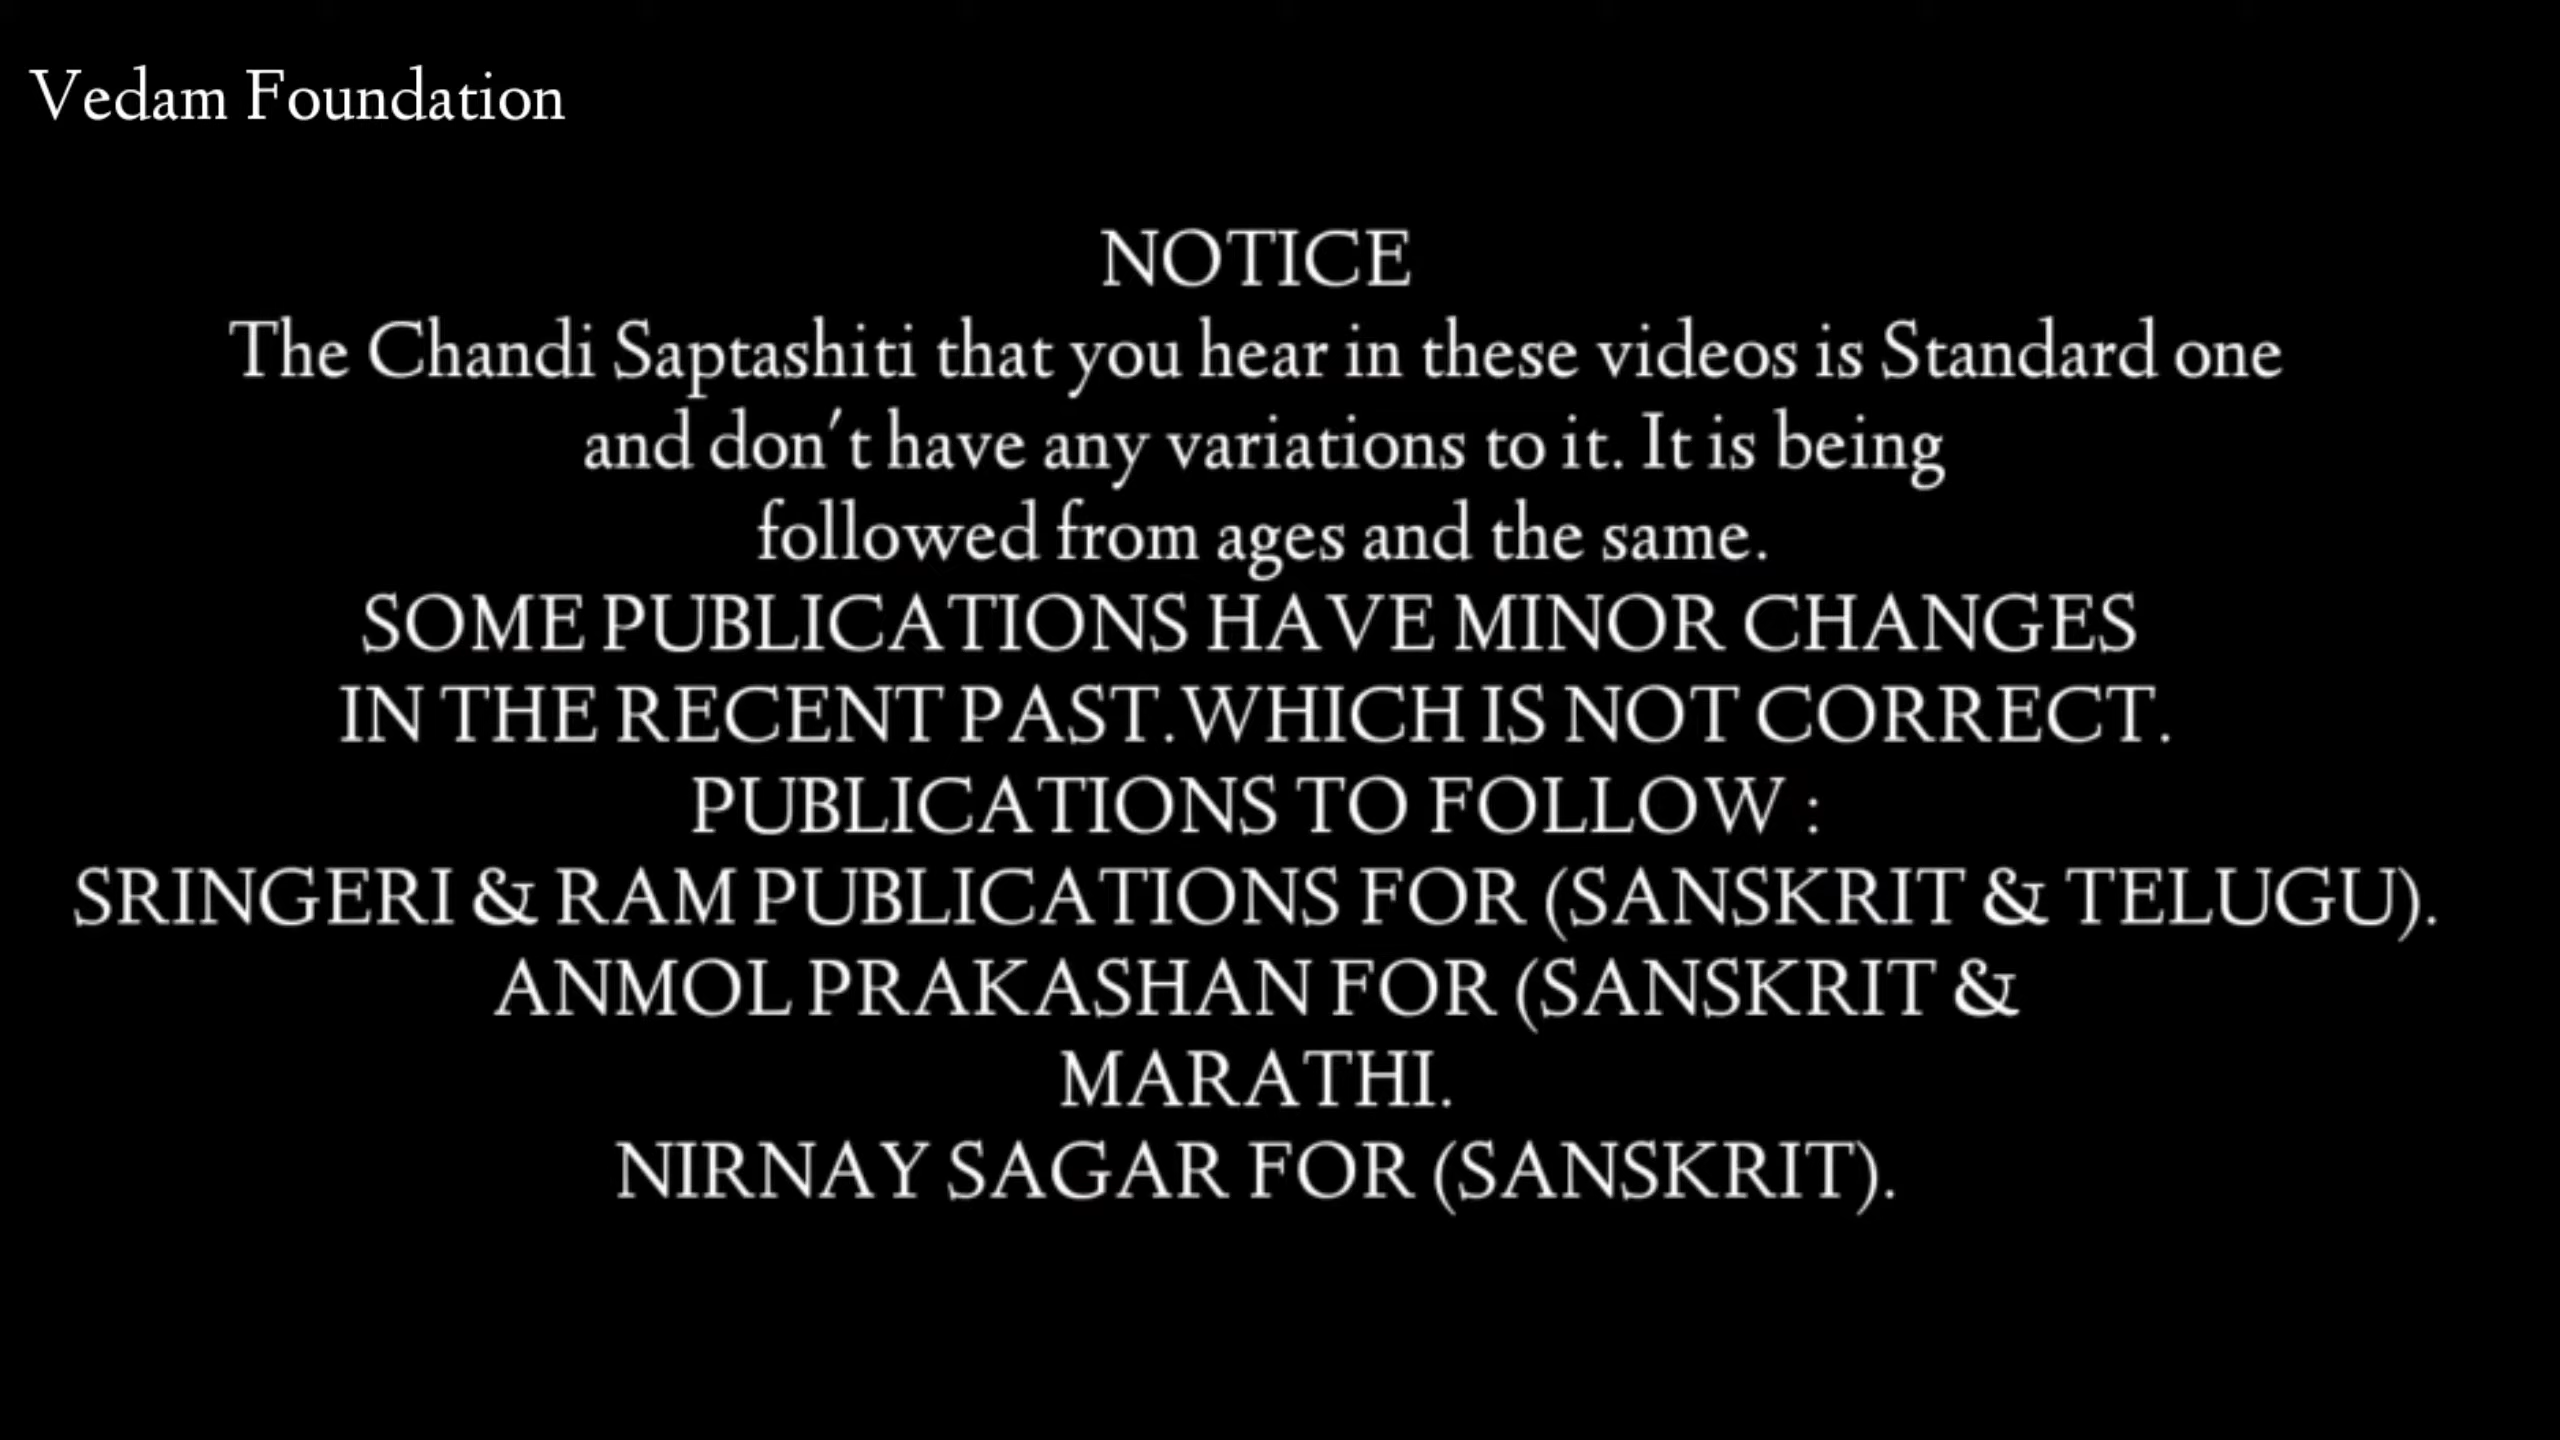 Vedam Foundation
NOTICE
The Chandi Saptashiti that you hear in these videos is Standard one
and don't have any variations to it. It is being
followed from ages and the same.
SOME PUBLICATIONS HAVE MINOR CHANGES
IN THE RECENT PAST.WHICH IS NOT CORRECT.
PUBLICATIONS TO FOLLOW :
SRINGERI & RAM PUBLICATIONS FOR (SANSKRIT & TELUGU).
ANMOL PRAKASHAN FOR (SANSKRIT &
MARATHI.
NIRNAY SAGAR FOR (SANSKRIT).